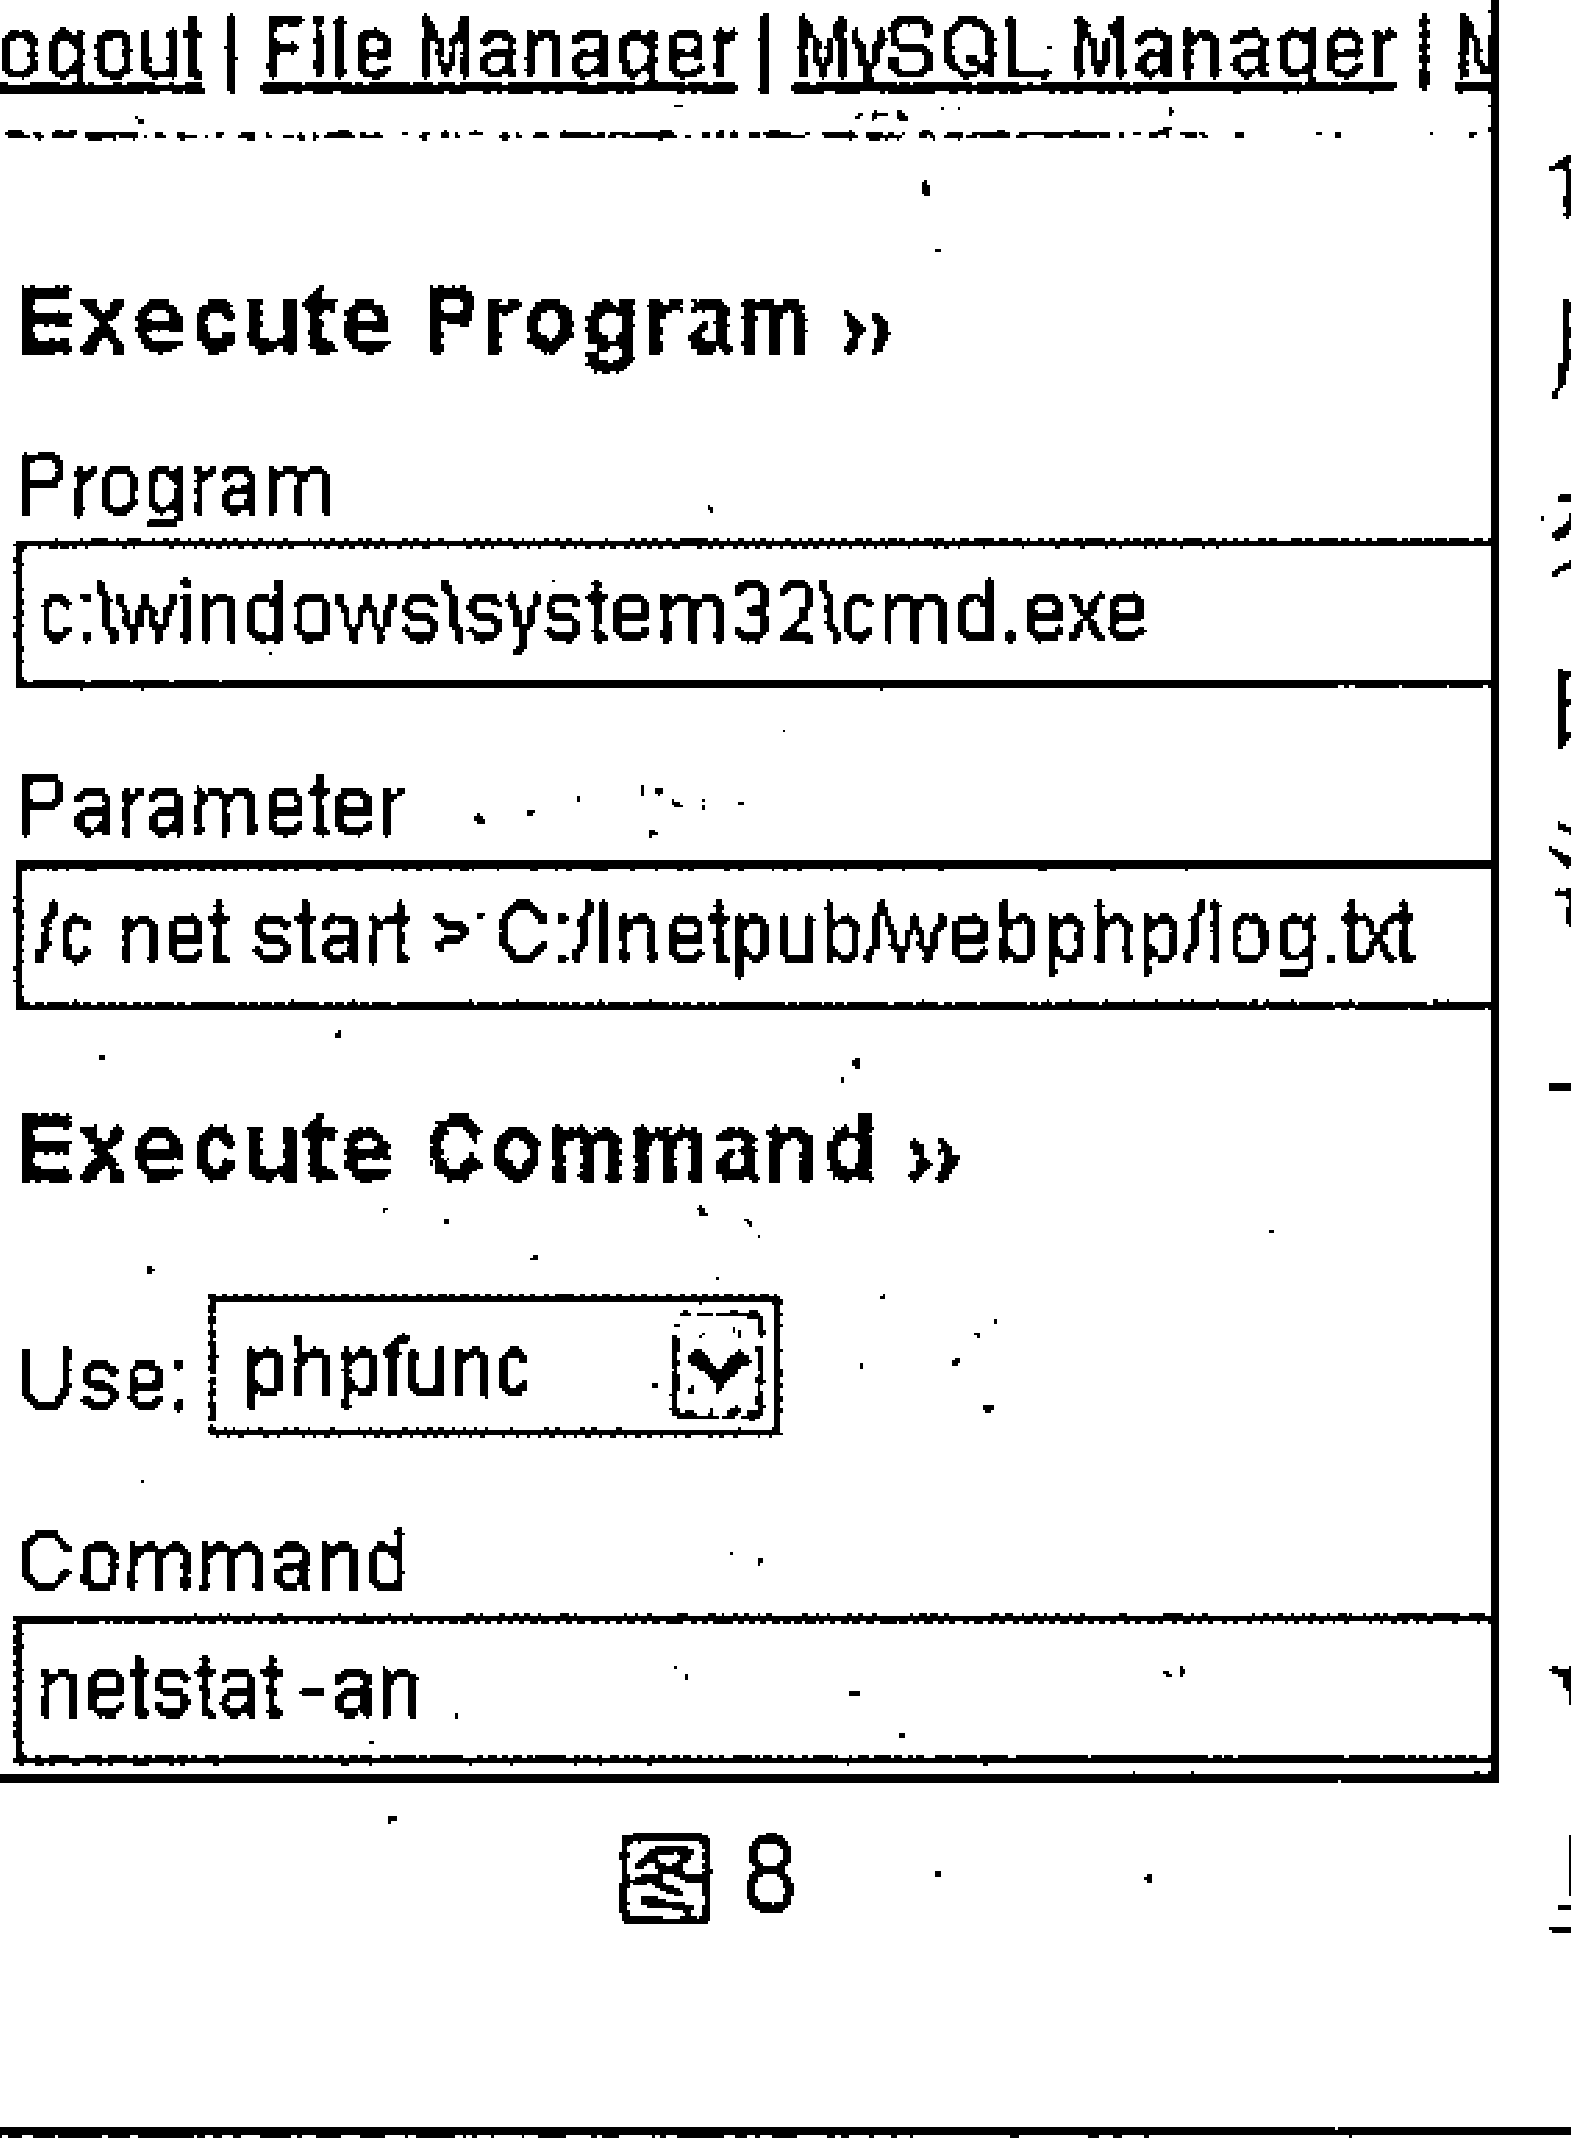 ogout | File Manager | MySQL Manager |
Execute Program »
Program
c:\windows\system32\cmd.exe
Parameter
/c net start > C:/Inetpub/webphp/log.txt
Execute Command »
Use: phpfunc
Command
netstat -an
图 8